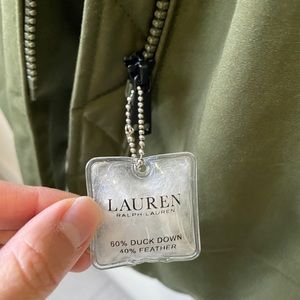 LAUREN
RALPH LAUREN
60% DUCK DOWN
40% FEATHER